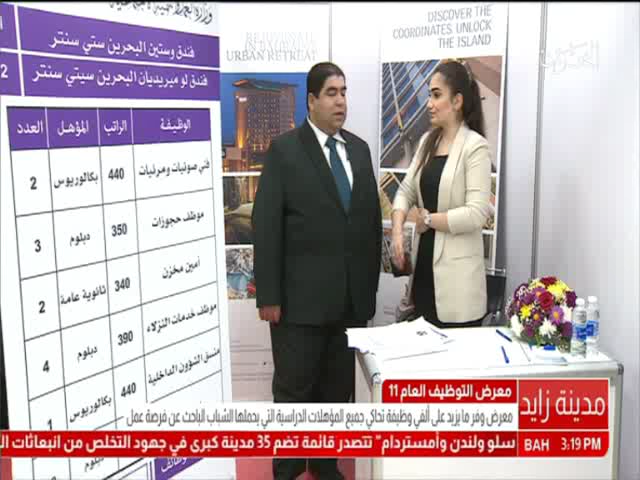 فندق وستين البحرين ستي سنتر
فندق لو ميريديان البحرين سيتي سنتر
2
الوظيفة الراتب المؤهل العدد
فني صوتيات ومرئيات 440 بكالوريوس 2
موظف حجوزات 350 دبلوم 3
أمين مخزن 340 ثانوية عامة 2
موظف خدمات النزلاء 390 دبلوم 4
منسق الشؤون الداخلية 440 بكالوريوس 1
URBAN RETREAT
DISCOVER THE
COORDINATES, UNLOCK
THE ISLAND
البحرين
معرض التوظيف العام 11
مدينة زايد
معرض وفر ما يزيد على ألفي وظيفة تحاكي جميع المؤهلات الدراسية التي يحملها الشباب الباحث عن فرصة عمل
سلو ولندن وأمستردام" تتصدر قائمة تضم 35 مدينة كبرى في جهود التخلص من انبعاثات ال
BAH 3:19 PM